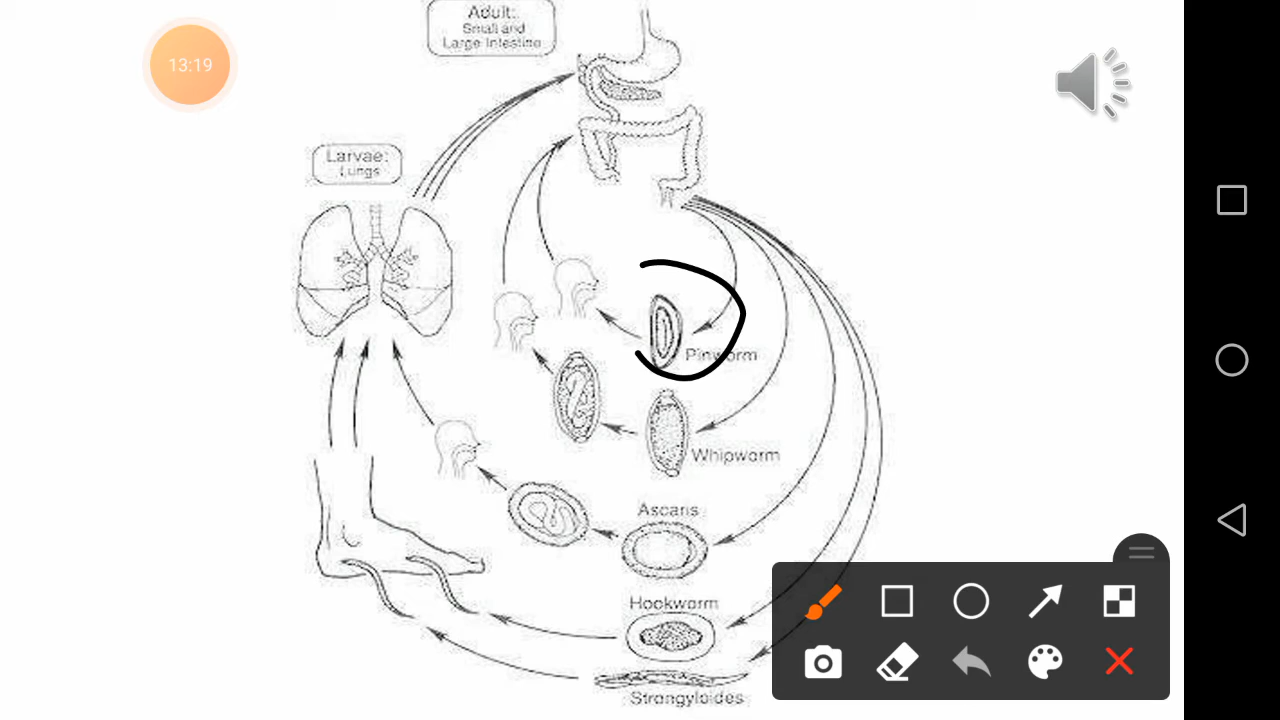 Adult:
Small and
Large Intestine
13:19
Larvae:
Lungs
Pinworm
Whipworm
Ascaris
Hookworm
Strongyloides